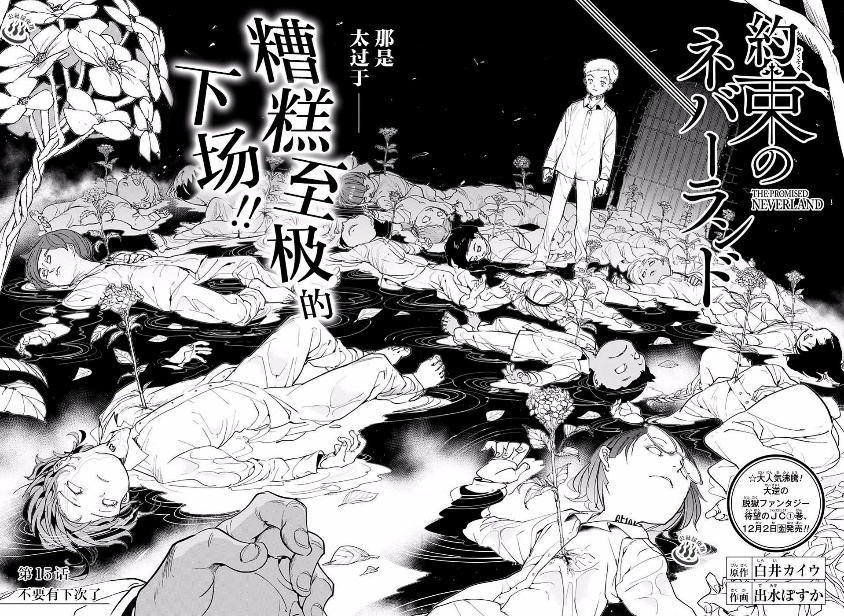 約束の
ネバーランド
THE PROMISED
NEVERLAND
那是
太过于——
糟糕至极的
下场!!
☆大人気沸騰!
大逆の
脱獄ファンタジー
待望のJC①巻、
12月2日金発売!!
原作 白井カイウ
作画 出水ぽすか
第15话
不要有下次了